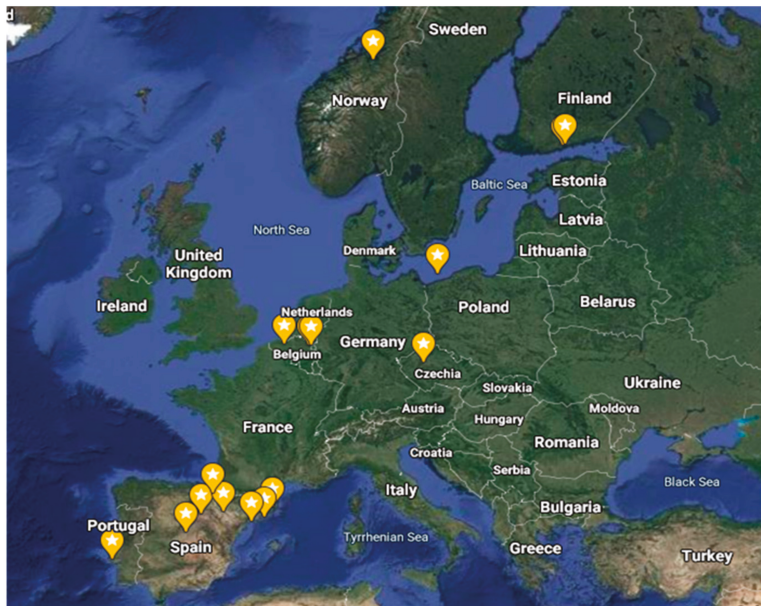 d
Sweden
Norway
Finland
Baltic Sea
Estonia
Latvia
North Sea
Denmark
Lithuania
United
Kingdom
Ireland
Netherlands
Poland
Belarus
Germany
Belgium
Czechia
Slovakia
Ukraine
Austria
Moldova
Hungary
France
Romania
Croatia
Serbia
Italy
Black Sea
Bulgaria
Portugal
Tyrrhenian Sea
Spain
Greece
Turkey